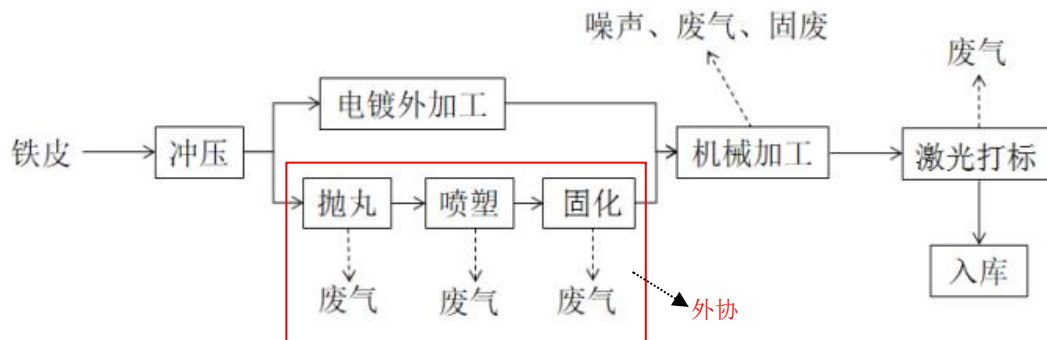 噪声、废气、固废
废气
电镀外加工
铁皮
冲压
机械加工
激光打标
抛丸
喷塑
固化
入库
废气
废气
废气
外协